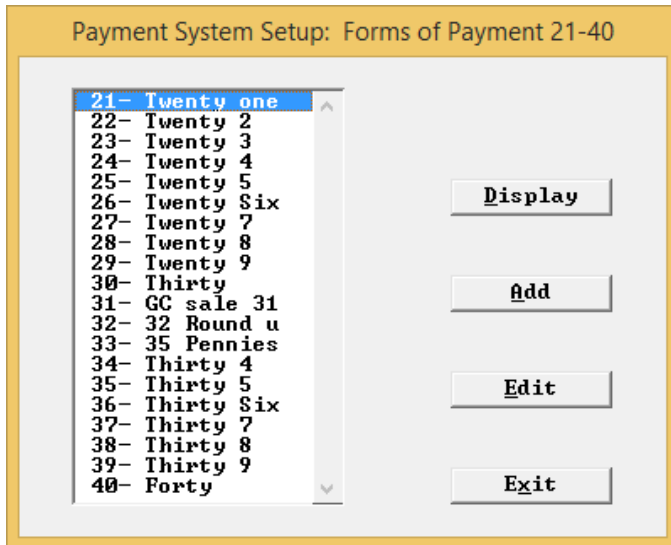 Payment System Setup: Forms of Payment 21-40
21- Twenty one
22- Twenty 2
23- Twenty 3
24- Twenty 4
25- Twenty 5
26- Twenty Six
27- Twenty 7
28- Twenty 8
29- Twenty 9
30- Thirty
31- GC sale 31
32- 32 Round u
33- 35 Pennies
34- Thirty 4
35- Thirty 5
36- Thirty Six
37- Thirty 7
38- Thirty 8
39- Thirty 9
40- Forty
Display
Add
Edit
Exit